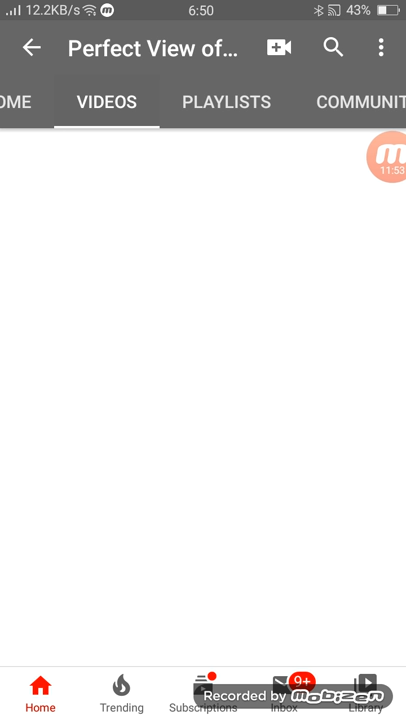 12.2KB/s 6:50 43%
Perfect View of...
OME VIDEOS PLAYLISTS COMMUNIT
11:53
9+
Recorded by mobizen
Home Trending Subscriptions Inbox Library